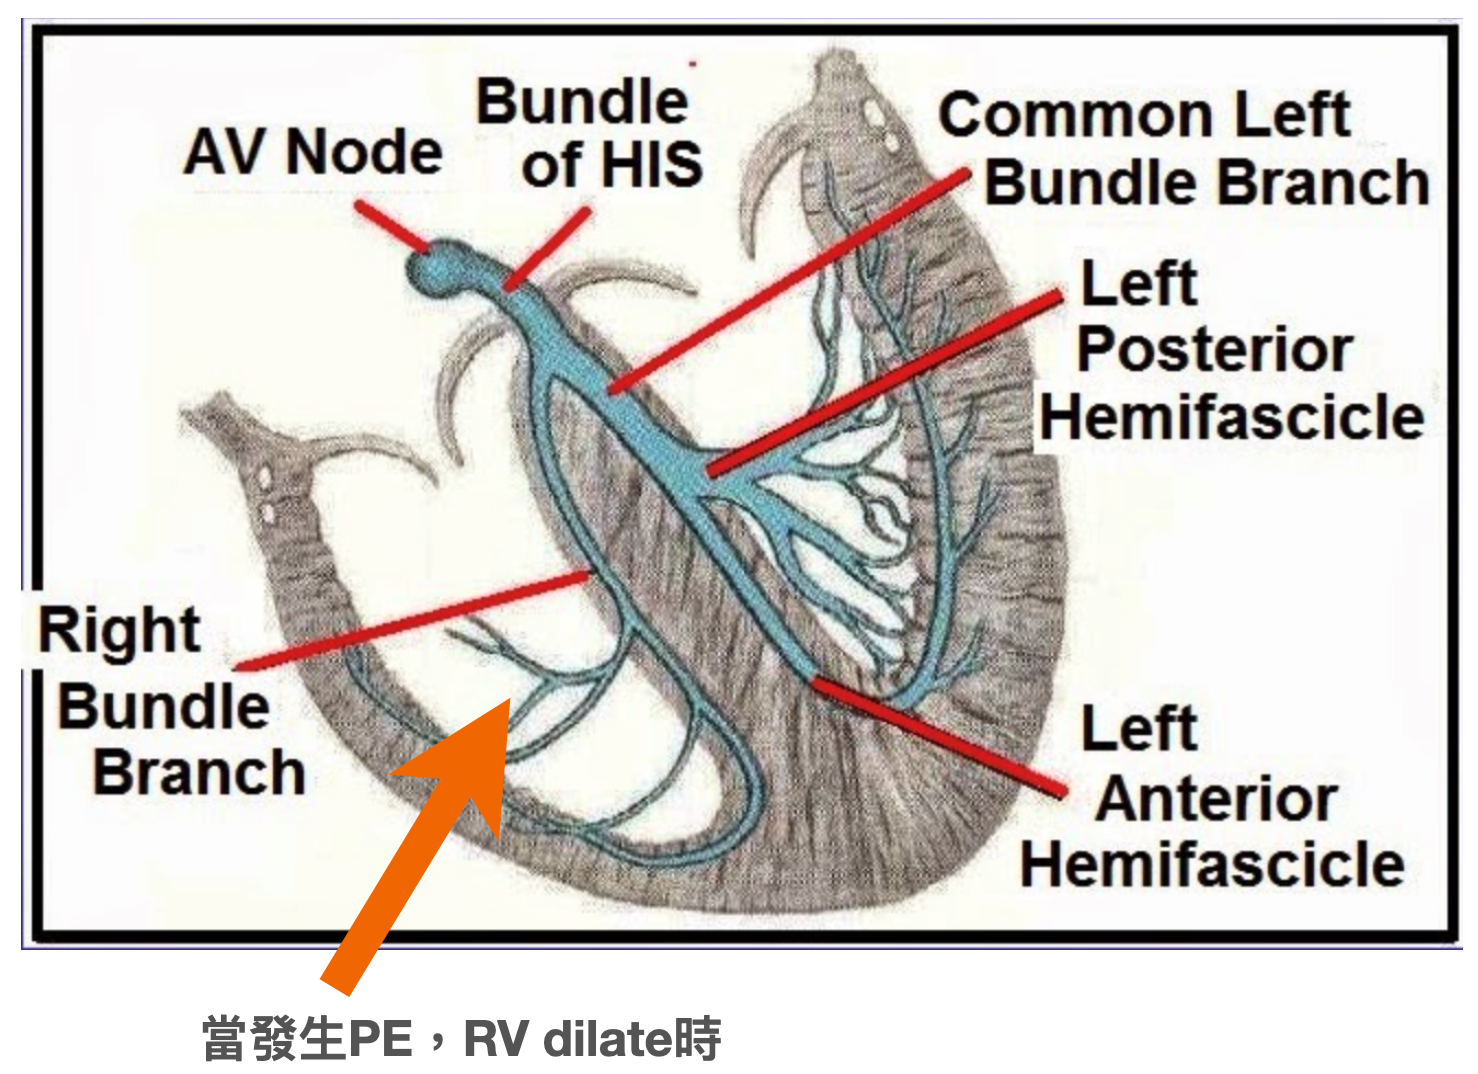 AV Node
Bundle
of HIS
Common Left
Bundle Branch
Left
Posterior
Hemifascicle
Right
Bundle
Branch
Left
Anterior
Hemifascicle
當發生PE，RV dilate時